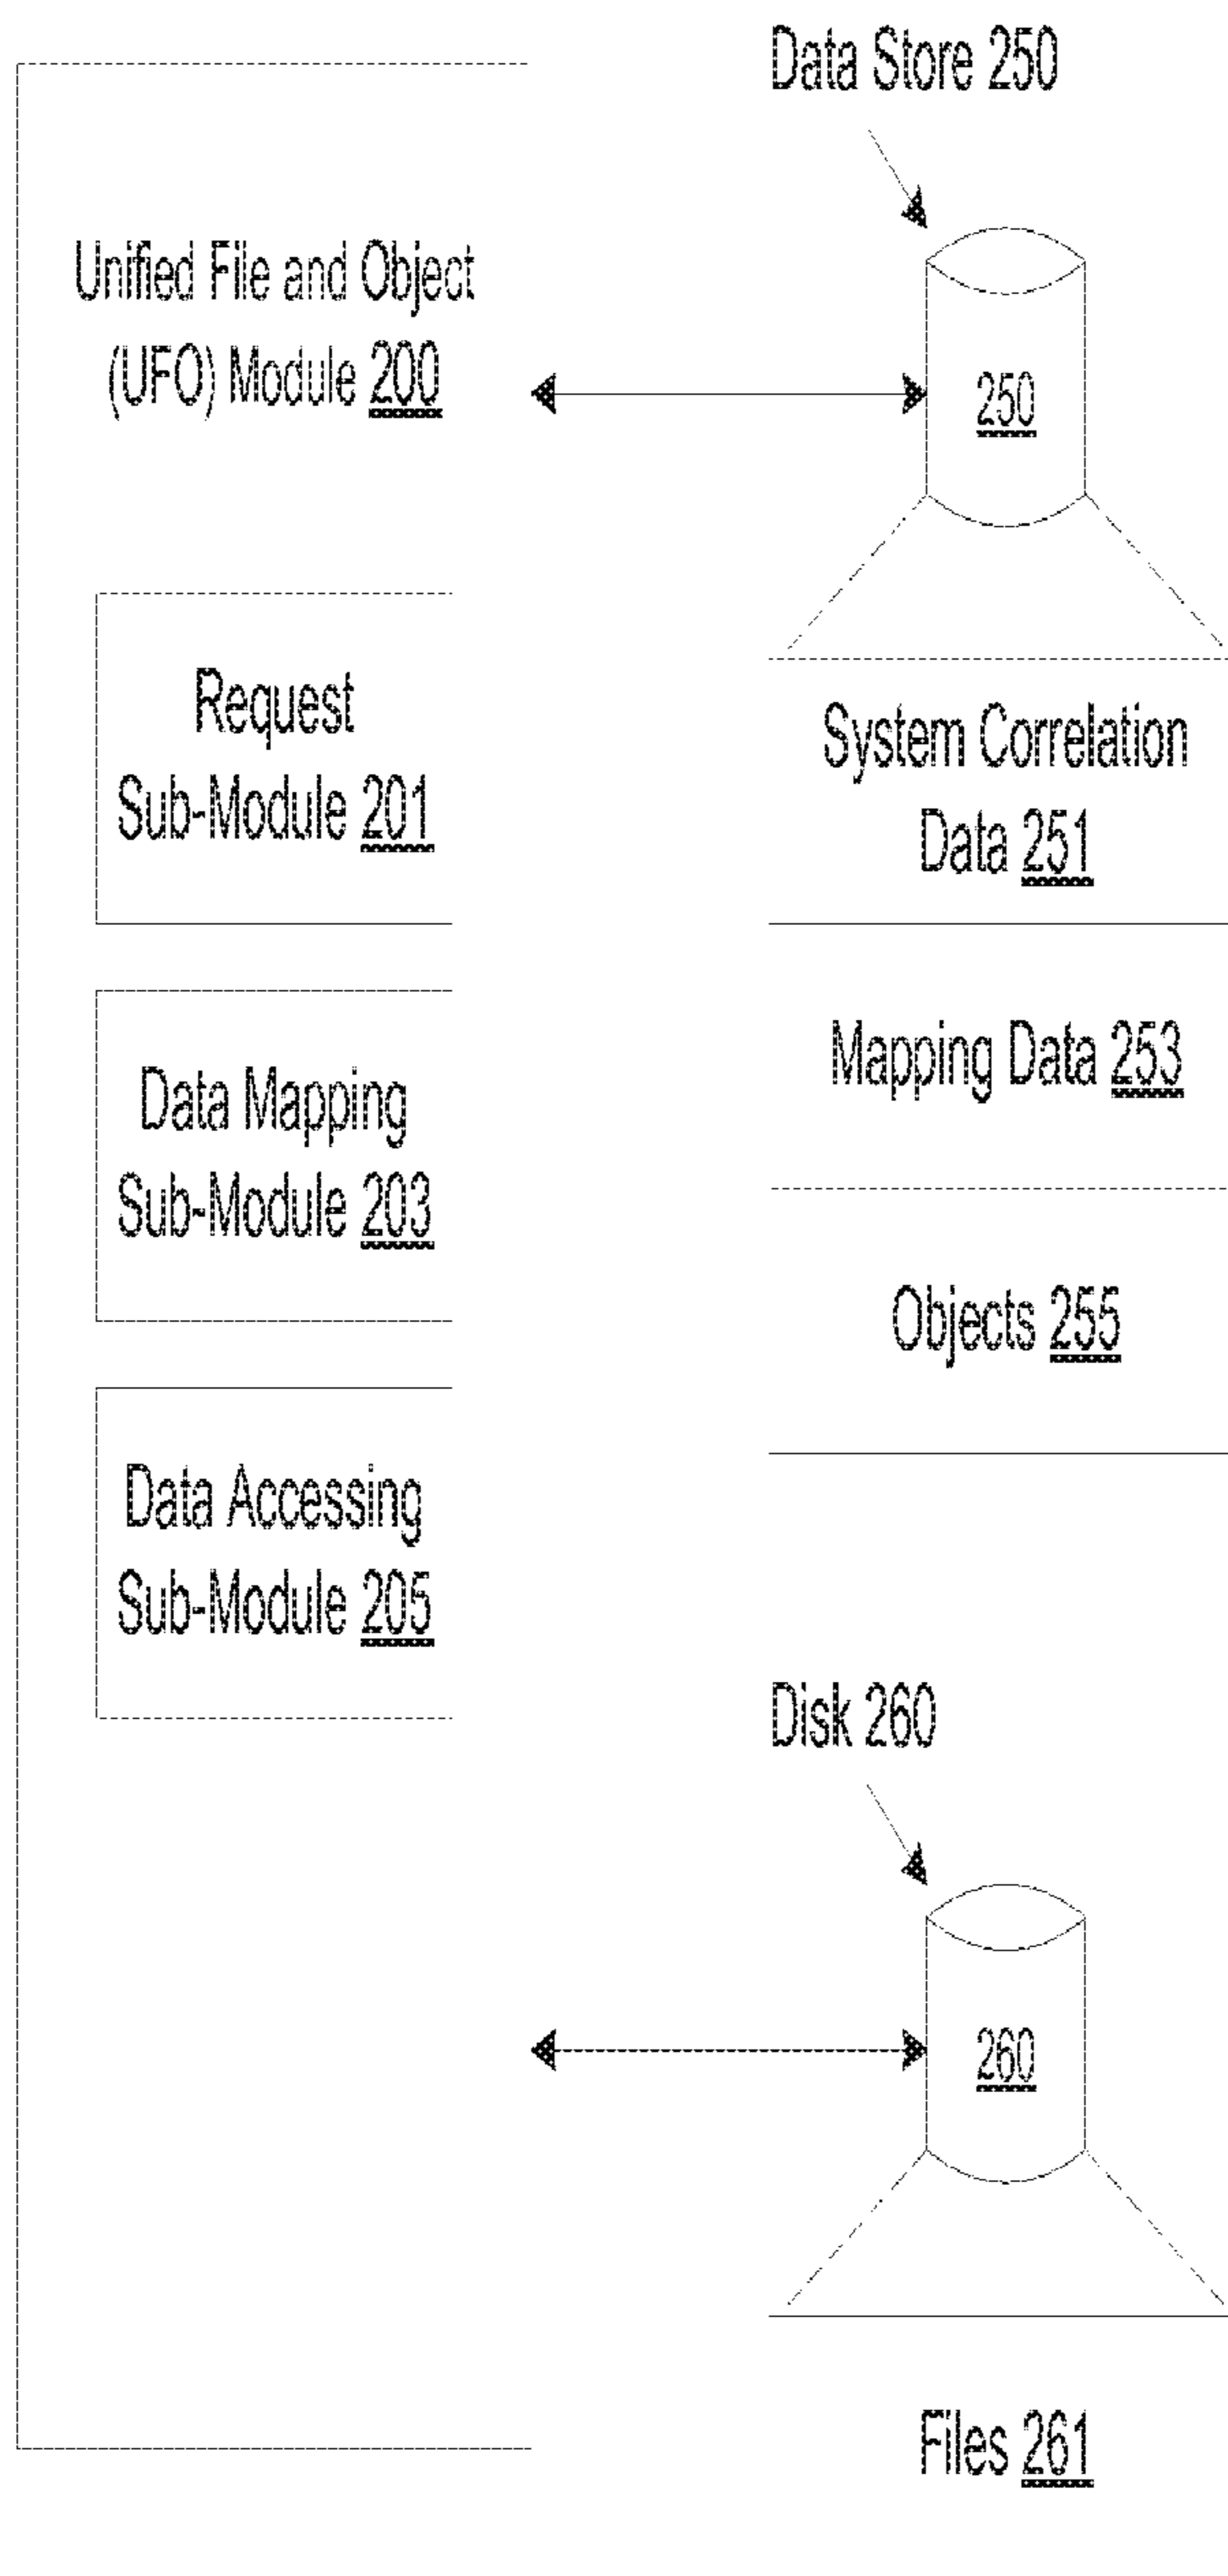 Data Store 250
Unified File and Object
(UFO) Module 200
250
Request
Sub-Module 201
System Correlation
Data 251
Data Mapping
Sub-Module 203
Mapping Data 253
Objects 255
Data Accessing
Sub-Module 205
Disk 260
260
Files 261